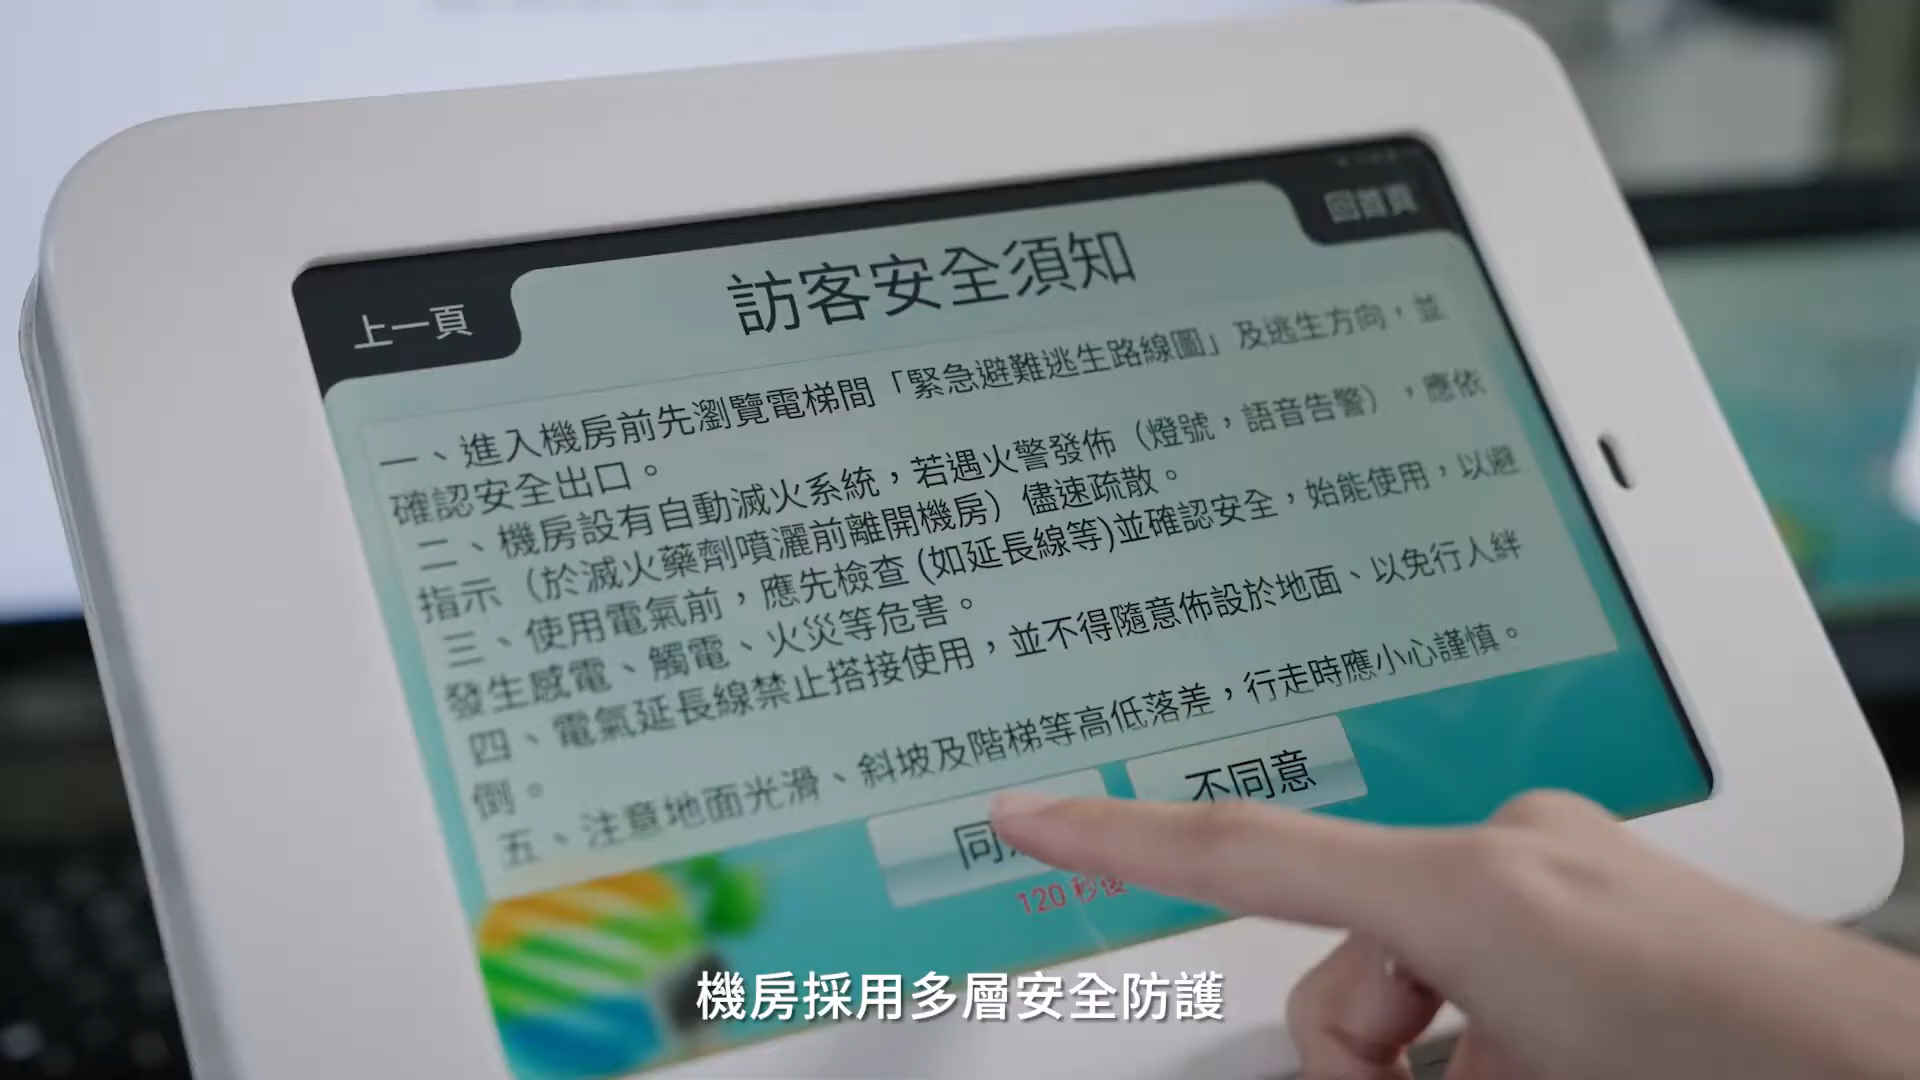 回首頁
訪客安全須知
上一頁
一、進入機房前先瀏覽電梯間「緊急避難逃生路線圖」及逃生方向，並
確認安全出口。
二、機房設有自動滅火系統，若遇火警發佈（燈號，語音告警），應依
指示（於滅火藥劑噴灑前離開機房）儘速疏散。
三、使用電氣前，應先檢查(如延長線等)並確認安全，始能使用，以避
發生感電、觸電、火災等危害。
四、電氣延長線禁止搭接使用，並不得隨意佈設於地面、以免行人絆
倒。
五、注意地面光滑、斜坡及階梯等高低落差，行走時應小心謹慎。
不同意
同
120 秒後
機房採用多層安全防護